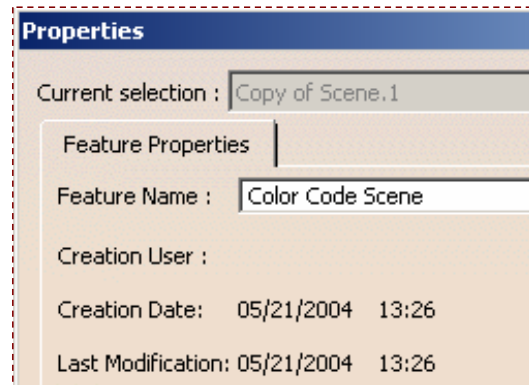 Properties
Current selection : Copy of Scene.1
Feature Properties
Feature Name : Color Code Scene
Creation User :
Creation Date: 05/21/2004 13:26
Last Modification: 05/21/2004 13:26